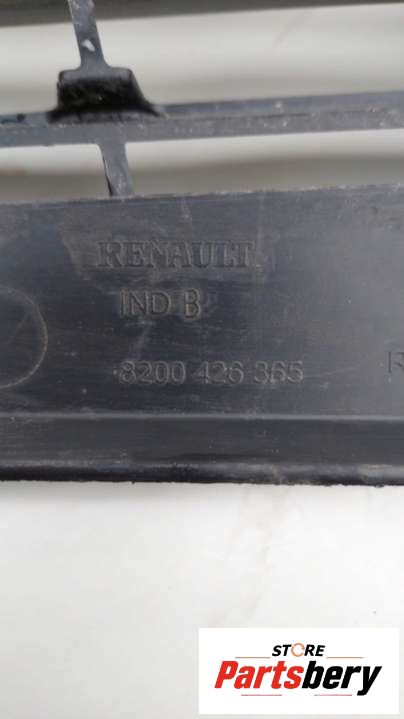 RENAULT
IND B
8200 426 365
R
STORE
Partsbery